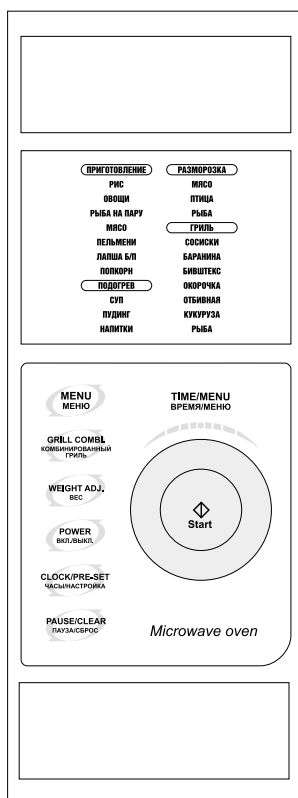 ПРИГОТОВЛЕНИЕ
РИС
ОВОЩИ
РЫБА НА ПАРУ
МЯСО
ПЕЛЬМЕНИ
ЛАПША Б/П
ПОПКОРН
ПОДОГРЕВ
СУП
ПУДИНГ
НАПИТКИ
РАЗМОРОЗКА
МЯСО
ПТИЦА
РЫБА
ГРИЛЬ
СОСИСКИ
БАРАНИНА
БИВШТЕКС
ОКОРОЧКА
ОТБИВНАЯ
КУКУРУЗА
РЫБА
MENU
МЕНЮ
GRILL COMBI.
КОМБИНИРОВАННЫЙ
ГРИЛЬ
WEIGHT ADJ.
ВЕС
POWER
ВКЛ./ВЫКЛ.
CLOCK/PRE-SET
ЧАСЫ/НАСТРОЙКА
PAUSE/CLEAR
ПАУЗА/СБРОС
TIME/MENU
ВРЕМЯ/МЕНЮ
Start
Microwave oven